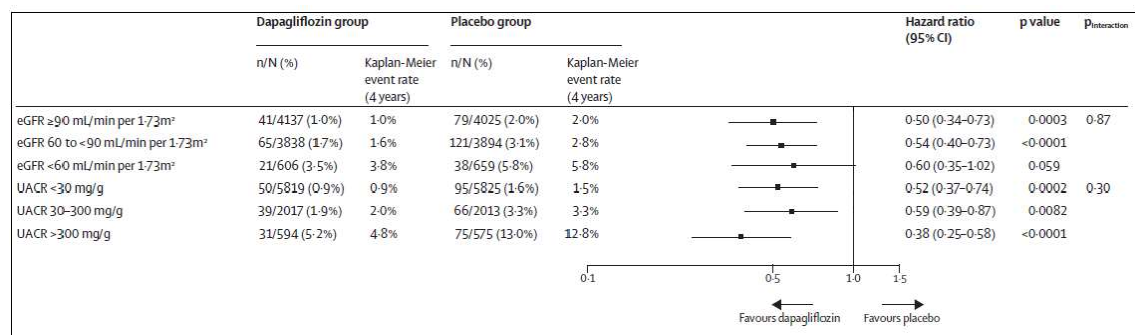 Dapagliflozin group Placebo group Hazard ratio (95% CI) p value pinteraction
n/N (%) Kaplan-Meier event rate (4 years) n/N (%) Kaplan-Meier event rate (4 years)
eGFR ≥90 mL/min per 1·73m² 41/4137 (1·0%) 1·0% 79/4025 (2·0%) 2·0% 0·50 (0·34–0·73) 0·0003 0·87
eGFR 60 to <90 mL/min per 1·73m² 65/3838 (1·7%) 1·6% 121/3894 (3·1%) 2·8% 0·54 (0·40–0·73) <0·0001
eGFR <60 mL/min per 1·73m² 21/606 (3·5%) 3·8% 38/659 (5·8%) 5·8% 0·60 (0·35–1·02) 0·059
UACR <30 mg/g 50/5819 (0·9%) 0·9% 95/5825 (1·6%) 1·5% 0·52 (0·37–0·74) 0·0002 0·30
UACR 30–300 mg/g 39/2017 (1·9%) 2·0% 66/2013 (3·3%) 3·3% 0·59 (0·39–0·87) 0·0082
UACR >300 mg/g 31/594 (5·2%) 4·8% 75/575 (13·0%) 12·8% 0·38 (0·25–0·58) <0·0001
0·1 0·5 1·0 1·5
Favours dapagliflozin Favours placebo